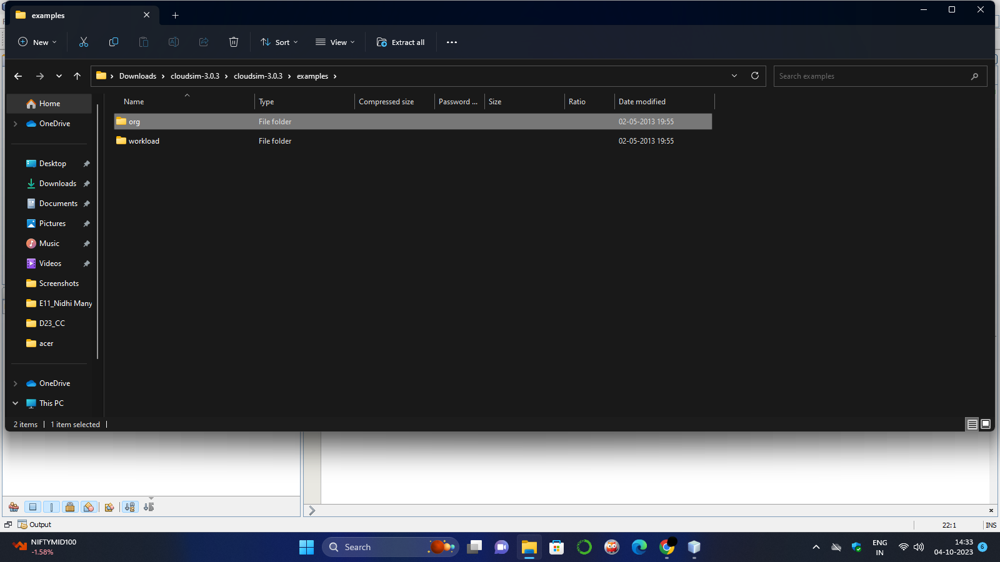 examples
New
Sort
View
Extract all
Downloads
cloudsim-3.0.3
cloudsim-3.0.3
examples
Search examples
Home
OneDrive
Desktop
Downloads
Documents
Pictures
Music
Videos
Screenshots
E11_Nidhi Many
D23_CC
acer
OneDrive
This PC
Name Type Compressed size Password ... Size Ratio Date modified
org File folder 02-05-2013 19:55
workload File folder 02-05-2013 19:55
2 items 1 item selected
Output
22:1 INS
NIFTYMID100
-1.58%
Search
ENG
IN
14:33
04-10-2023
6